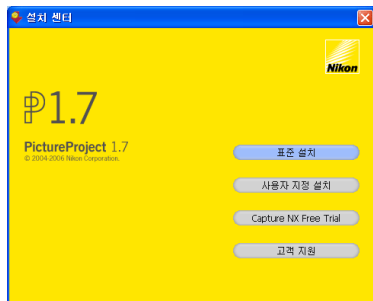 설치 센터
Nikon
P1.7
PictureProject 1.7
© 2004-2006 Nikon Corporation.
표준 설치
사용자 지정 설치
Capture NX Free Trial
고객 지원